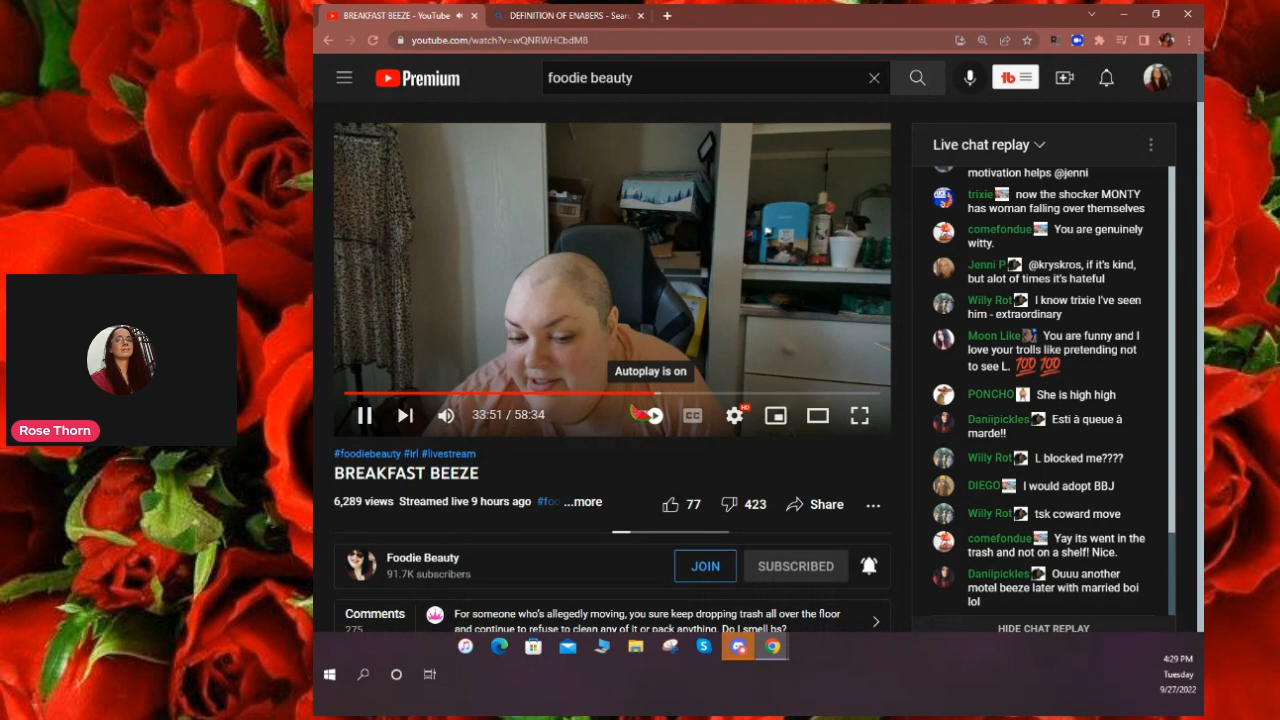 BREAKFAST BEEZE - YouTube
DEFINITION OF ENABERS - Sear
youtube.com/watch?v=wQNRWHCbdM8
Premium
foodie beauty
Live chat replay
motivation helps @jenni
trixie now the shocker MONTY
has woman falling over themselves
comefondue You are genuinely
witty.
Jenni P @kryskros, if it's kind,
but alot of times it's hateful
Willy Rot I know trixie I've seen
him - extraordinary
Moon Like You are funny and I
love your trolls like pretending not
to see L. 💯 💯
PONCHO She is high high
Daniipickles Esti à queue à
marde!!
Willy Rot L blocked me????
DIEGO I would adopt BBJ
Willy Rot tsk coward move
comefondue Yay its went in the
trash and not on a shelf! Nice.
Daniipickles Ouuu another
motel beeze later with married boi
lol
HIDE CHAT REPLAY
Autoplay is on
33:51 / 58:34
CC
HD
#foodiebeauty #irl #livestream
BREAKFAST BEEZE
6,289 views Streamed live 9 hours ago #foo ...more
77
423
Share
Foodie Beauty
91.7K subscribers
JOIN
SUBSCRIBED
Comments
275
For someone who's allegedly moving, you sure keep dropping trash all over the floor
and continue to refuse to clean any of it or pack anything. Do I smell bs?
Rose Thorn
4:29 PM
Tuesday
9/27/2022